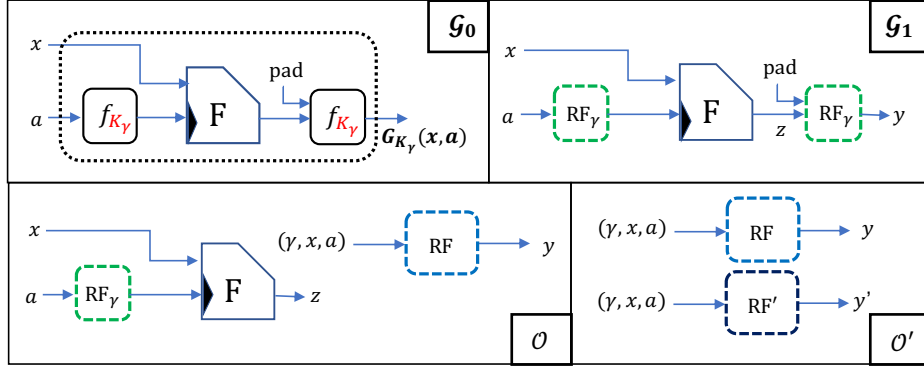 𝒢₀
x
pad
a
f_{K_γ}
F
f_{K_γ}
G_{K_γ}(x, a)
𝒢₁
x
pad
a
RF_γ
F
z
RF_γ
y
x
(γ, x, a)
RF
y
a
RF_γ
F
z
𝒪
(γ, x, a)
RF
y
(γ, x, a)
RF′
y'
𝒪′